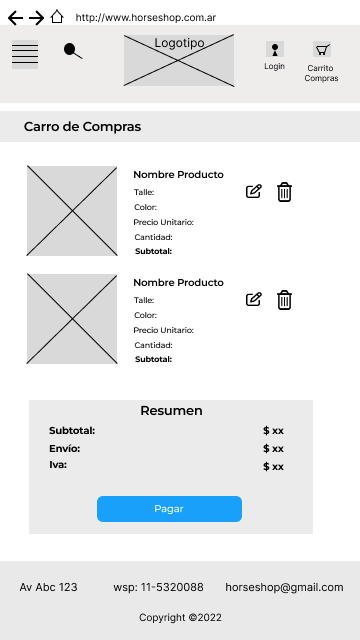 http://www.horseshop.com.ar
Logotipo
Login
Carrito
Compras
Carro de Compras
Nombre Producto
Talle:
Color:
Precio Unitario:
Cantidad:
Subtotal:
Nombre Producto
Talle:
Color:
Precio Unitario:
Cantidad:
Subtotal:
Resumen
Subtotal: $ xx
Envío: $ xx
Iva: $ xx
Pagar
Av Abc 123 wsp: 11-5320088 horseshop@gmail.com
Copyright ©2022